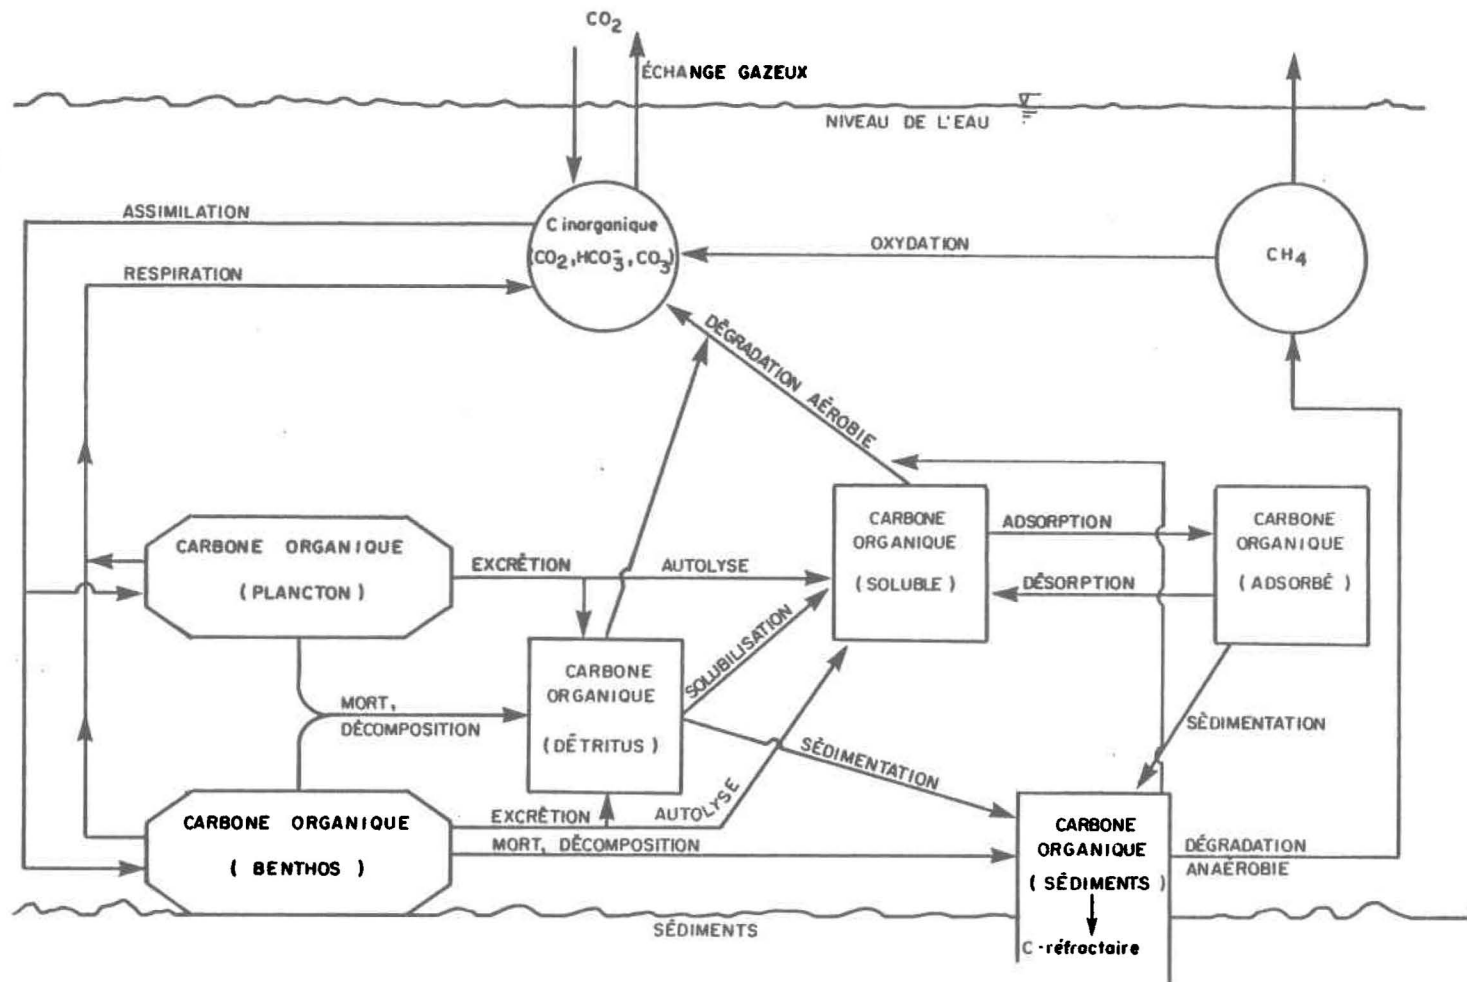 CO2
ÉCHANGE GAZEUX
NIVEAU DE L'EAU
ASSIMILATION
C inorganique
(CO2, HCO3-, CO3)
OXYDATION
CH4
RESPIRATION
DÉGRADATION AÉROBIE
CARBONE ORGANIQUE
(PLANCTON)
EXCRÉTION
AUTOLYSE
CARBONE
ORGANIQUE
(SOLUBLE)
ADSORPTION
DÉSORPTION
CARBONE
ORGANIQUE
(ADSORBÉ)
SOLUBILISATION
CARBONE
ORGANIQUE
(DÉTRITUS)
MORT,
DÉCOMPOSITION
SÉDIMENTATION
SÉDIMENTATION
CARBONE ORGANIQUE
(BENTHOS)
EXCRÉTION
AUTOLYSE
MORT, DÉCOMPOSITION
CARBONE
ORGANIQUE
(SÉDIMENTS)
C-réfractaire
DÉGRADATION
ANAÉROBIE
SÉDIMENTS